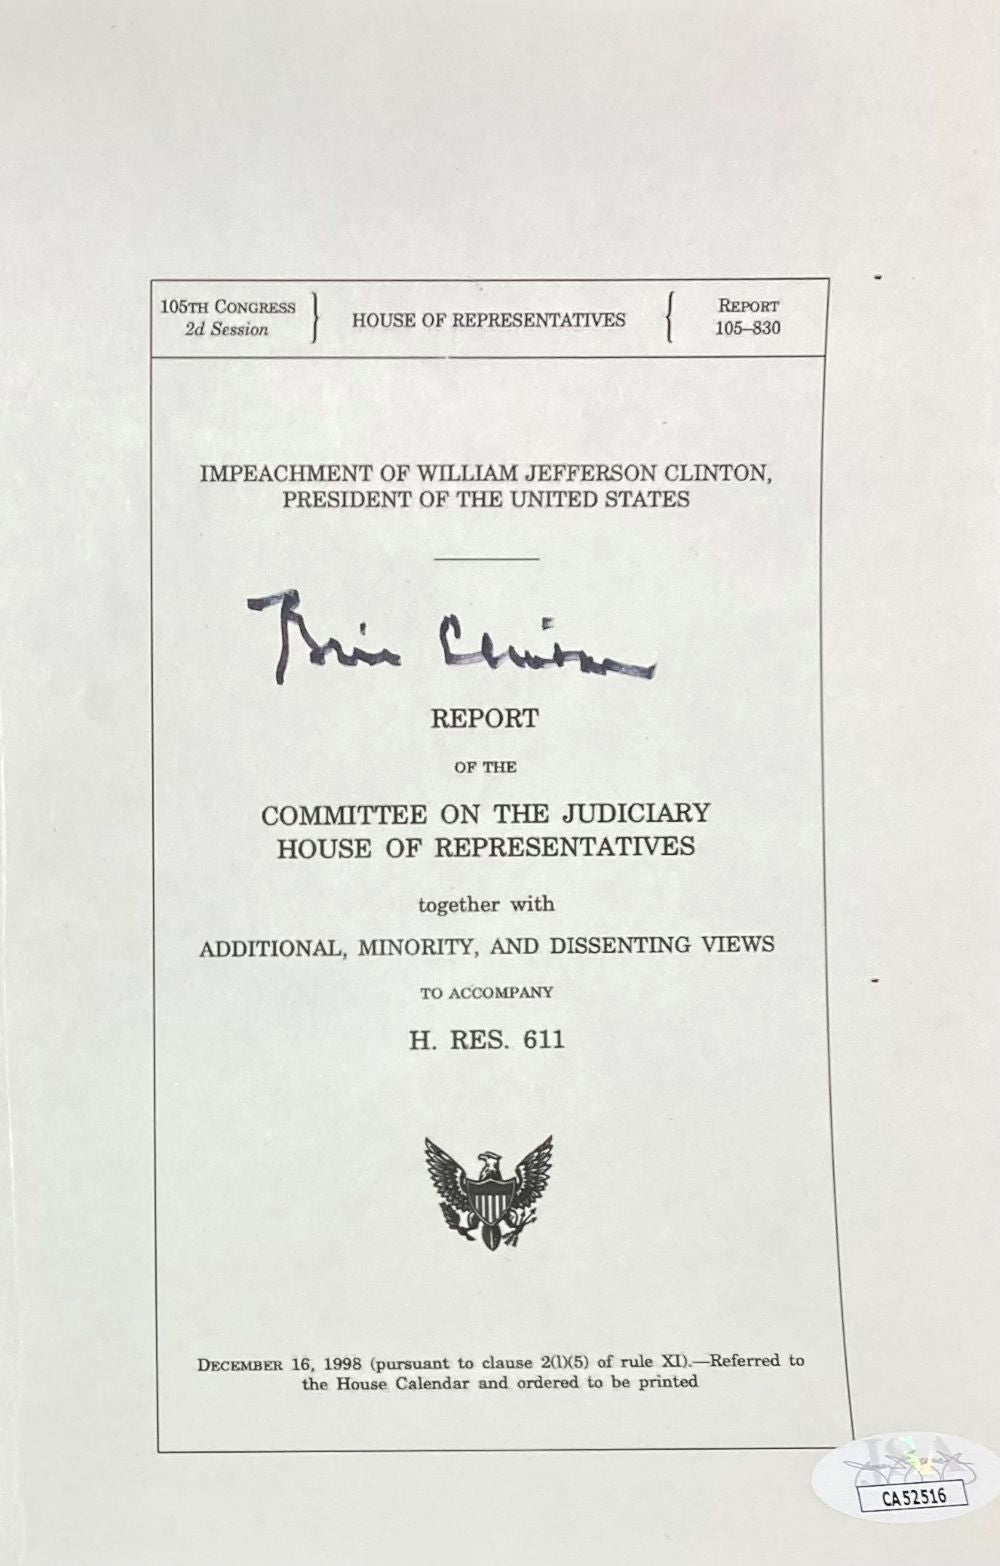 105TH CONGRESS
2d Session
HOUSE OF REPRESENTATIVES
REPORT
105–830
IMPEACHMENT OF WILLIAM JEFFERSON CLINTON,
PRESIDENT OF THE UNITED STATES
Bill Clinton
REPORT
OF THE
COMMITTEE ON THE JUDICIARY
HOUSE OF REPRESENTATIVES
together with
ADDITIONAL, MINORITY, AND DISSENTING VIEWS
TO ACCOMPANY
H. RES. 611
DECEMBER 16, 1998 (pursuant to clause 2(l)(5) of rule XI).—Referred to
the House Calendar and ordered to be printed
JSA
CA52516